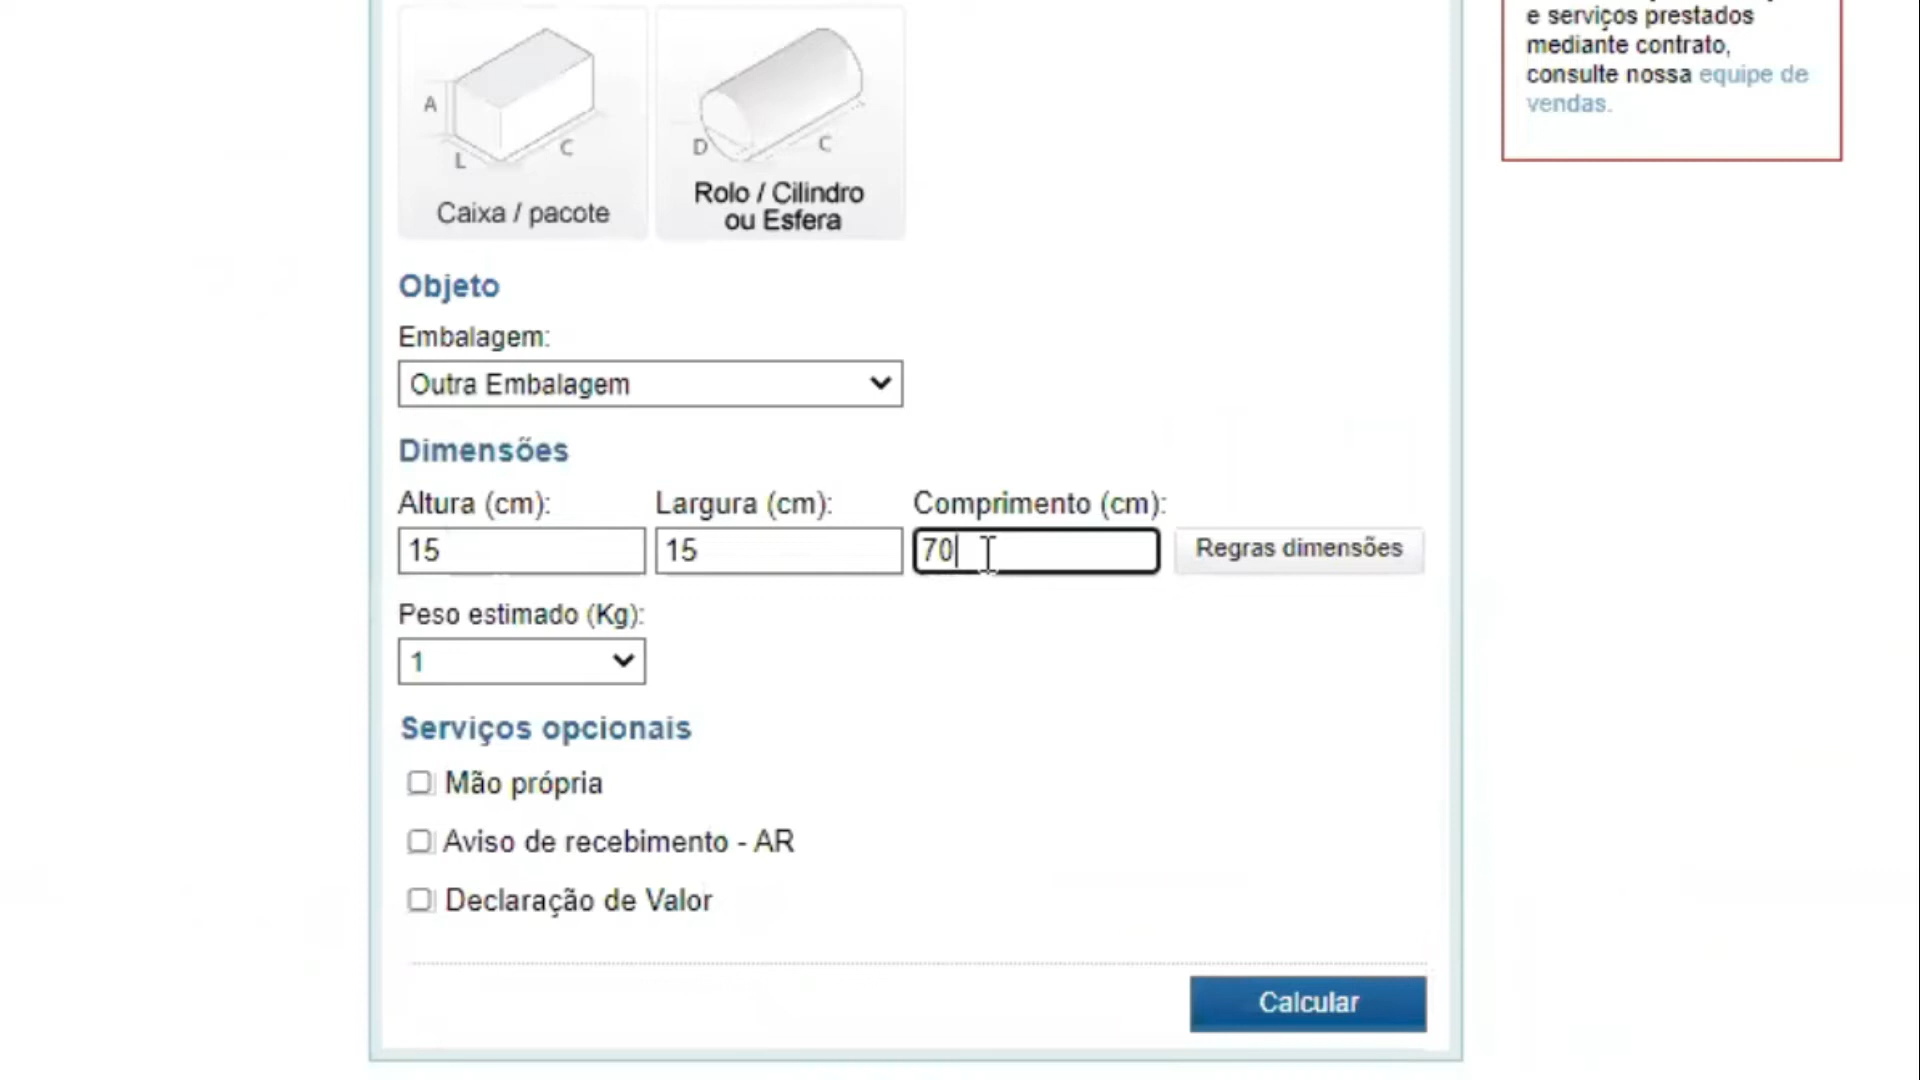 e serviços prestados
mediante contrato,
consulte nossa equipe de
vendas.
A
L
C
Caixa / pacote
D
C
Rolo / Cilindro
ou Esfera
Objeto
Embalagem:
Outra Embalagem
Dimensões
Altura (cm): Largura (cm): Comprimento (cm):
15 15 70 Regras dimensões
Peso estimado (Kg):
1
Serviços opcionais
Mão própria
Aviso de recebimento - AR
Declaração de Valor
Calcular